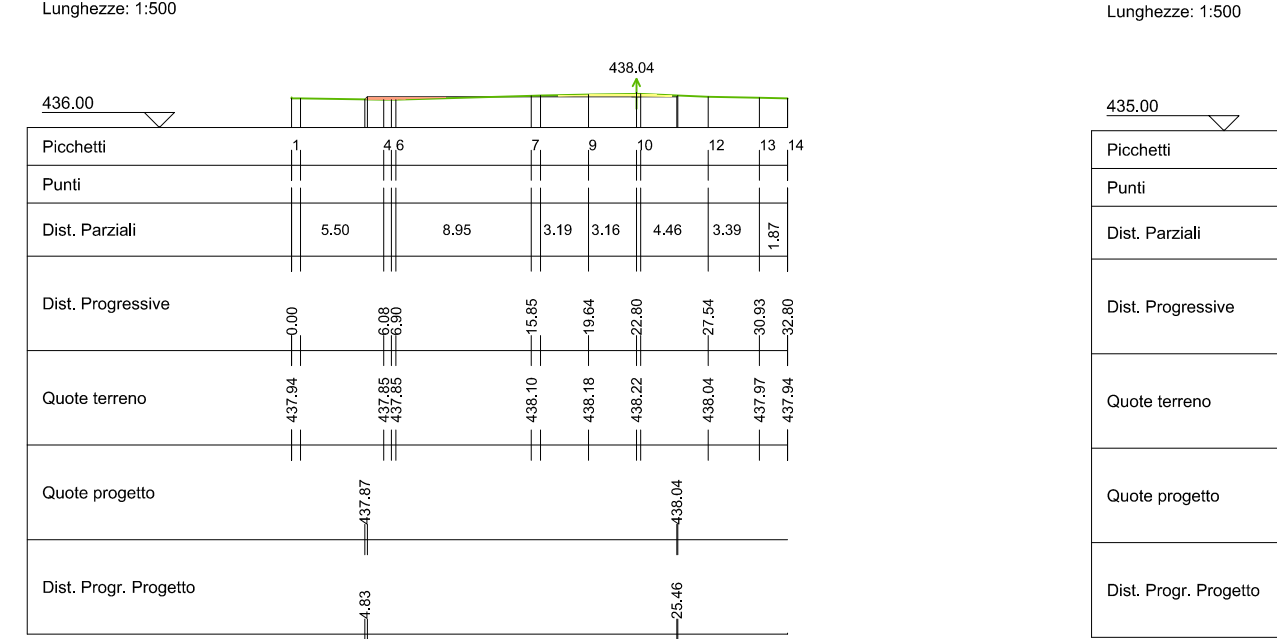 Lunghezze: 1:500
438.04
436.00
Picchetti 1 4 6 7 9 10 12 13 14
Punti
Dist. Parziali 5.50 8.95 3.19 3.16 4.46 3.39 1.87
Dist. Progressive 0.00 6.08 6.90 15.85 19.64 22.80 27.54 30.93 32.80
Quote terreno 437.94 437.85 437.85 438.10 438.18 438.22 438.04 437.97 437.94
Quote progetto 437.87 438.04
Dist. Progr. Progetto 4.83 25.46
Lunghezze: 1:500
435.00
Picchetti
Punti
Dist. Parziali
Dist. Progressive
Quote terreno
Quote progetto
Dist. Progr. Progetto